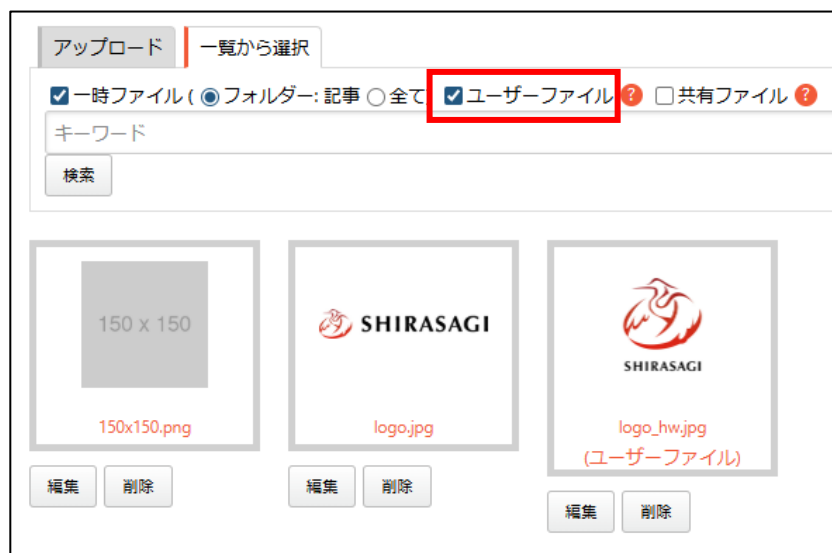 アップロード 一覧から選択
一時ファイル ( フォルダー: 記事 全て ユーザーファイル ? 共有ファイル ?
キーワード
検索
150 x 150
150x150.png
編集 削除
SHIRASAGI
logo.jpg
編集 削除
SHIRASAGI
logo_hw.jpg
(ユーザーファイル)
編集 削除